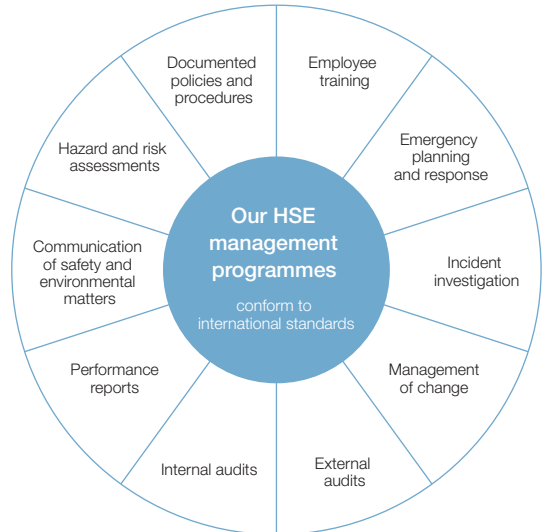 Documented
policies and
procedures
Employee
training
Emergency
planning
and response
Incident
investigation
Management
of change
External
audits
Internal audits
Performance
reports
Communication
of safety and
environmental
matters
Hazard and risk
assessments
Our HSE
management
programmes
conform to
international standards